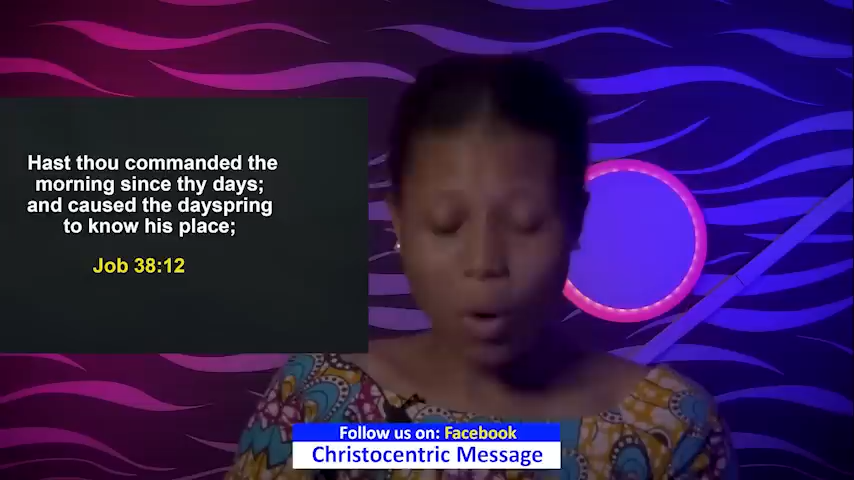 Hast thou commanded the
morning since thy days;
and caused the dayspring
to know his place;
Job 38:12
Follow us on: Facebook
Christocentric Message